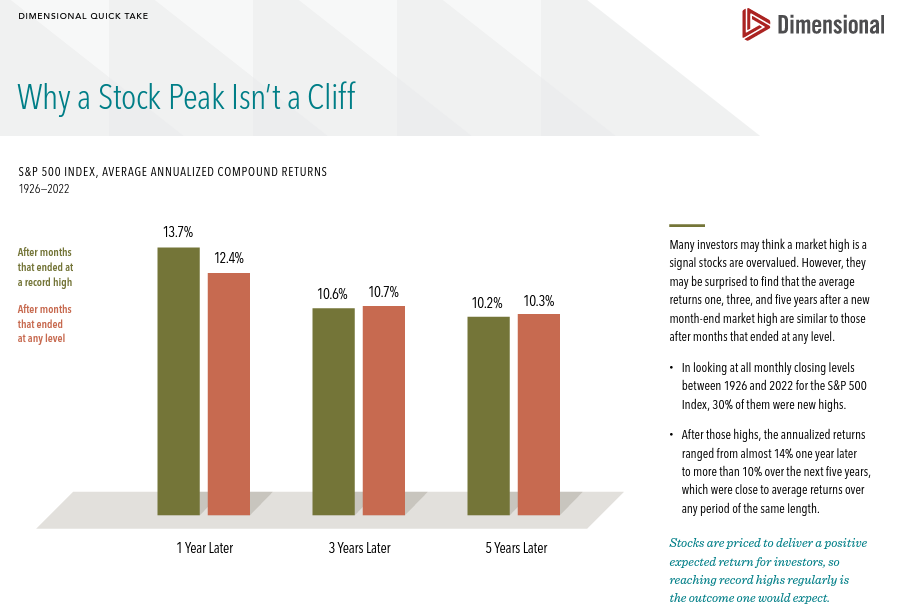 DIMENSIONAL QUICK TAKE
Dimensional
Why a Stock Peak Isn’t a Cliff
S&P 500 INDEX, AVERAGE ANNUALIZED COMPOUND RETURNS
1926–2022
After months
that ended at
a record high
After months
that ended
at any level
13.7%
12.4%
10.6%
10.7%
10.2%
10.3%
1 Year Later
3 Years Later
5 Years Later
Many investors may think a market high is a
signal stocks are overvalued. However, they
may be surprised to find that the average
returns one, three, and five years after a new
month-end market high are similar to those
after months that ended at any level.
• In looking at all monthly closing levels
between 1926 and 2022 for the S&P 500
Index, 30% of them were new highs.
• After those highs, the annualized returns
ranged from almost 14% one year later
to more than 10% over the next five years,
which were close to average returns over
any period of the same length.
Stocks are priced to deliver a positive
expected return for investors, so
reaching record highs regularly is
the outcome one would expect.